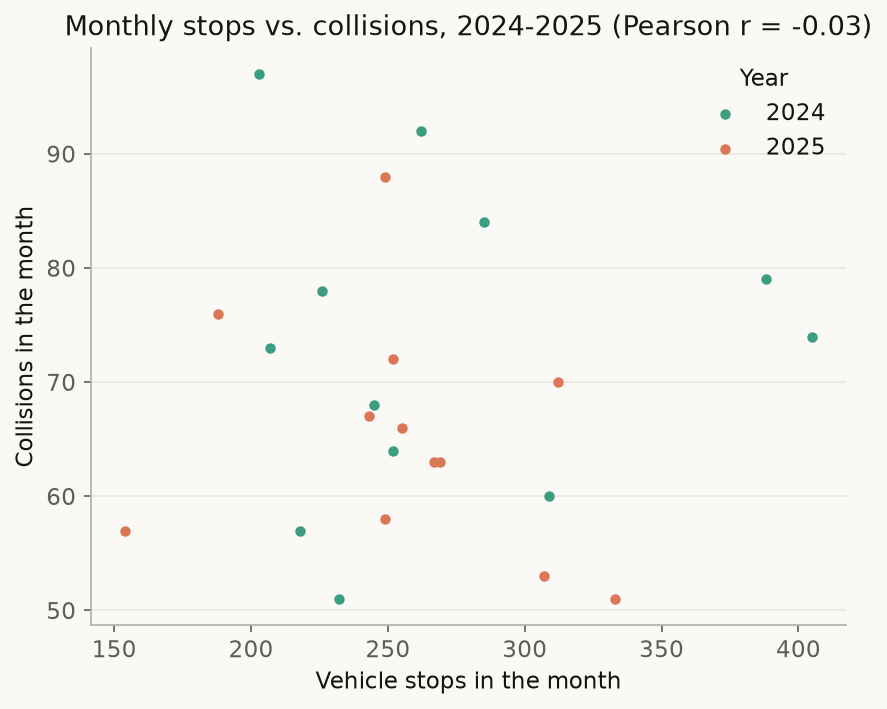 Monthly stops vs. collisions, 2024-2025 (Pearson r = -0.03)
Year
2024
2025
90
80
70
60
50
Collisions in the month
150 200 250 300 350 400
Vehicle stops in the month